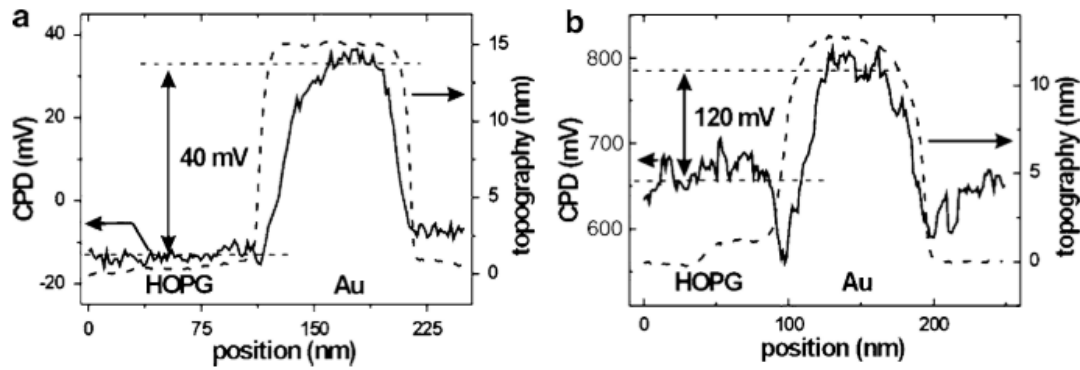 a
40
20
0
-20
CPD (mV)
40 mV
HOPG
Au
15
10
5
0
topography (nm)
0
75
150
225
position (nm)
b
800
700
600
CPD (mV)
120 mV
HOPG
Au
10
5
0
topography (nm)
0
100
200
position (nm)